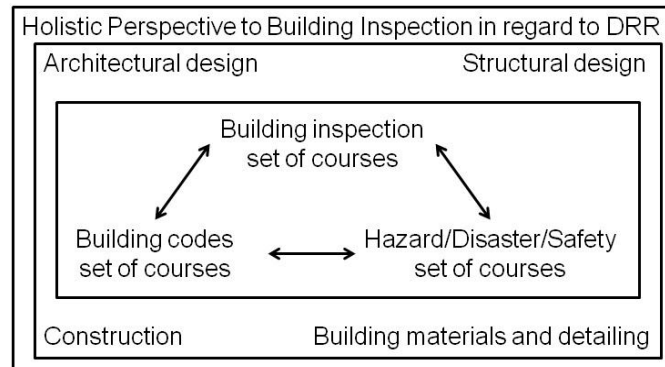 Holistic Perspective to Building Inspection in regard to DRR
Architectural design
Structural design
Building inspection
set of courses
Building codes
set of courses
Hazard/Disaster/Safety
set of courses
Construction
Building materials and detailing